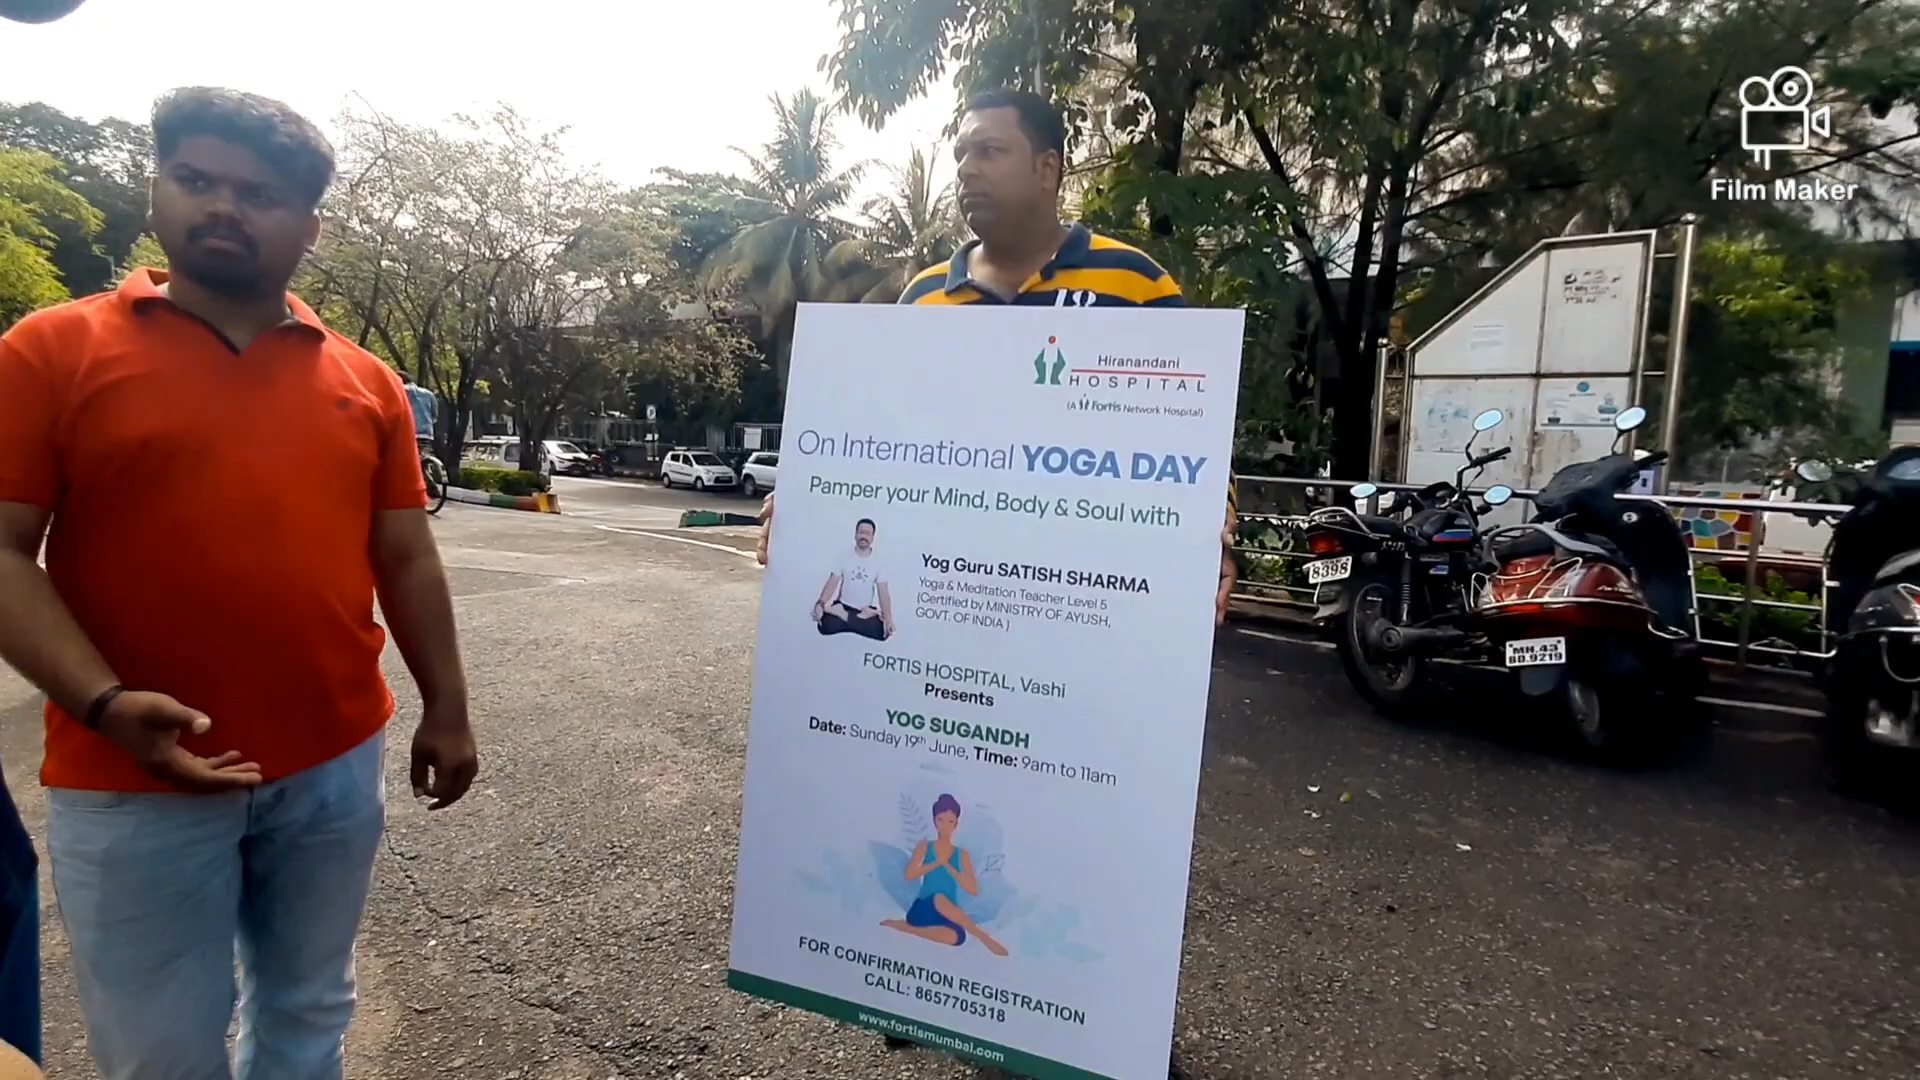 Film Maker
18
Hiranandani
HOSPITAL
(A Fortis Network Hospital)
On International YOGA DAY
Pamper your Mind, Body & Soul with
Yog Guru SATISH SHARMA
Yoga & Meditation Teacher Level 5
(Certified by MINISTRY OF AYUSH,
GOVT. OF INDIA )
FORTIS HOSPITAL, Vashi
Presents
YOG SUGANDH
Date: Sunday 19th June, Time: 9am to 11am
FOR CONFIRMATION REGISTRATION
CALL: 8657705318
www.fortismumbai.com
8398
MH.43
BD.9219